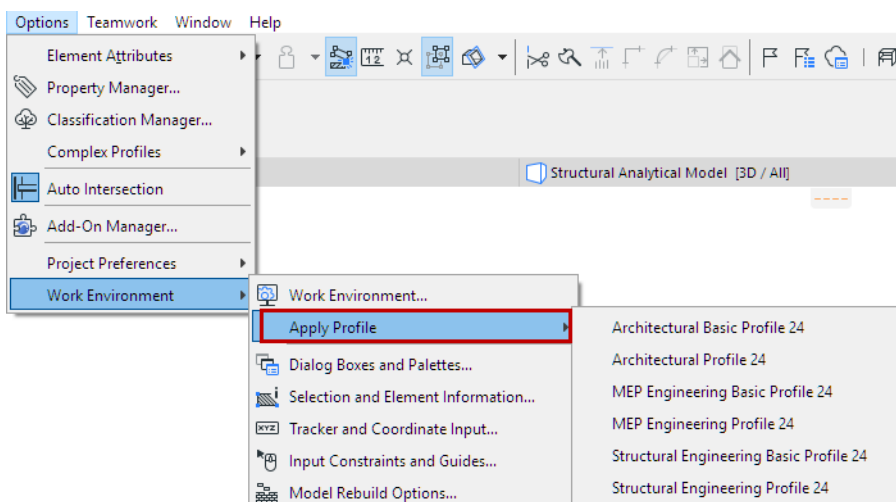 Options Teamwork Window Help
Element Attributes
Property Manager...
Classification Manager...
Complex Profiles
Auto Intersection
Add-On Manager...
Project Preferences
Work Environment
1 2
Structural Analytical Model [3D / All]
Work Environment...
Apply Profile
Dialog Boxes and Palettes...
Selection and Element Information...
XYZ Tracker and Coordinate Input...
Input Constraints and Guides...
Model Rebuild Options...
Architectural Basic Profile 24
Architectural Profile 24
MEP Engineering Basic Profile 24
MEP Engineering Profile 24
Structural Engineering Basic Profile 24
Structural Engineering Profile 24